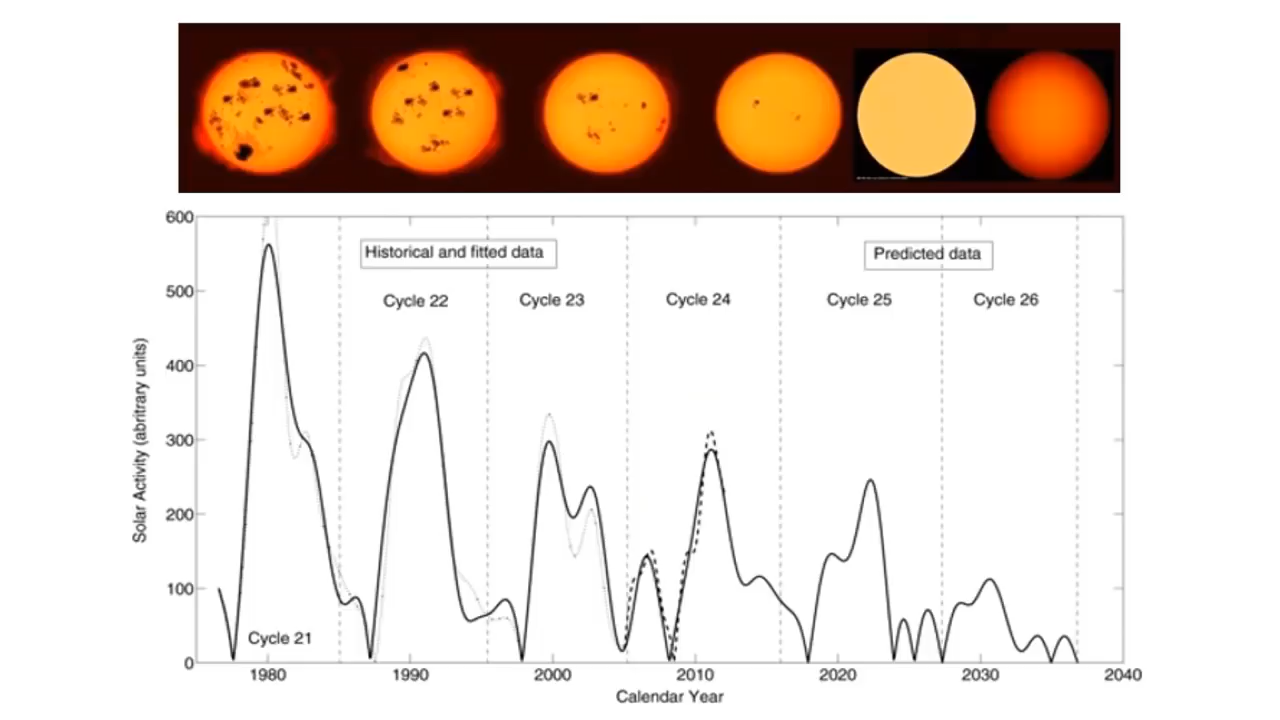 600
Historical and fitted data
Predicted data
500
Cycle 22
Cycle 23
Cycle 24
Cycle 25
Cycle 26
400
300
200
100
Cycle 21
0
Solar Activity (abritrary units)
1980
1990
2000
2010
2020
2030
2040
Calendar Year